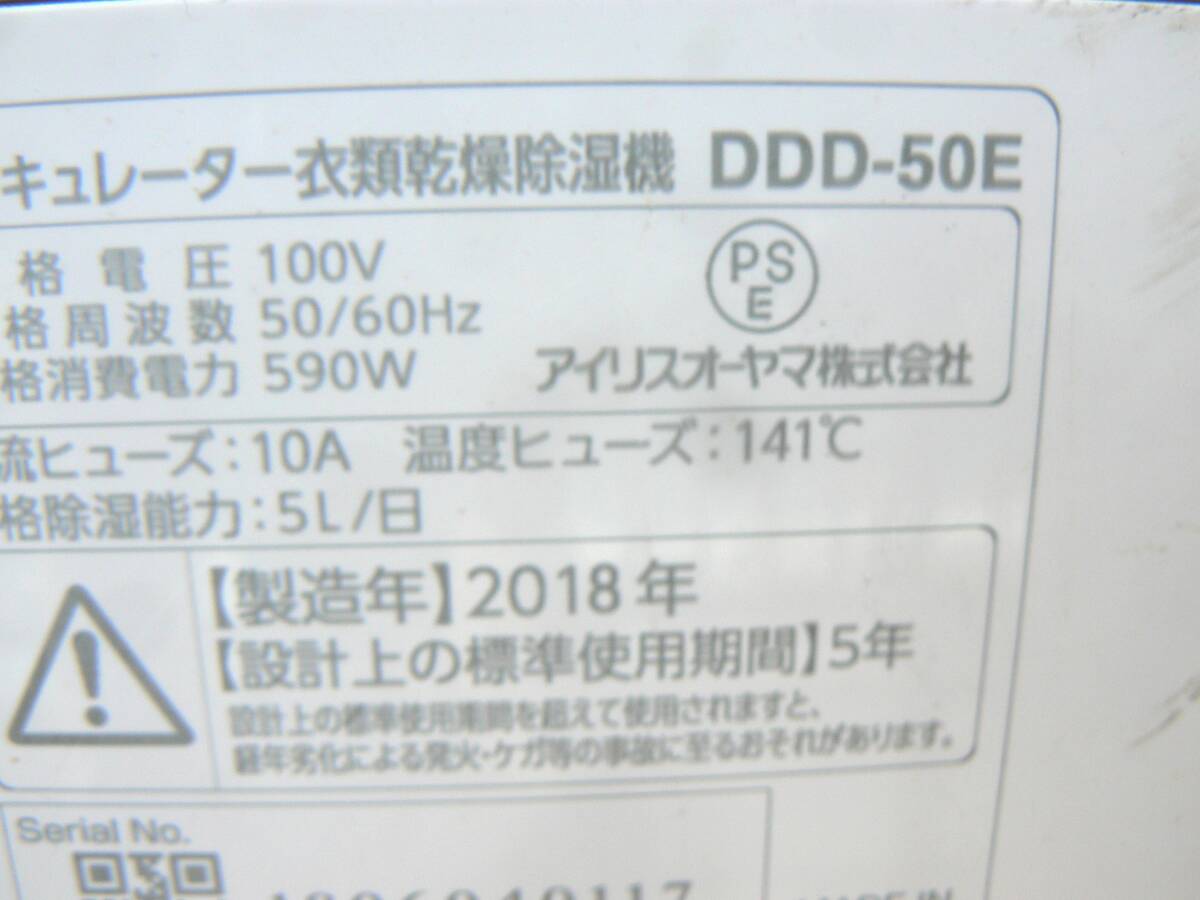 キュレーター衣類乾燥除湿機 DDD-50E
格電圧 100V
格周波数 50/60Hz
格消費電力 590W
PSE
アイリスオーヤマ株式会社
流ヒューズ:10A 温度ヒューズ:141℃
格除湿能力:5L/日
【製造年】2018年
【設計上の標準使用期間】5年
設計上の標準使用期間を超えて使用されますと、
経年劣化による発火・ケガ等の事故に至るおそれがあります。
Serial No.